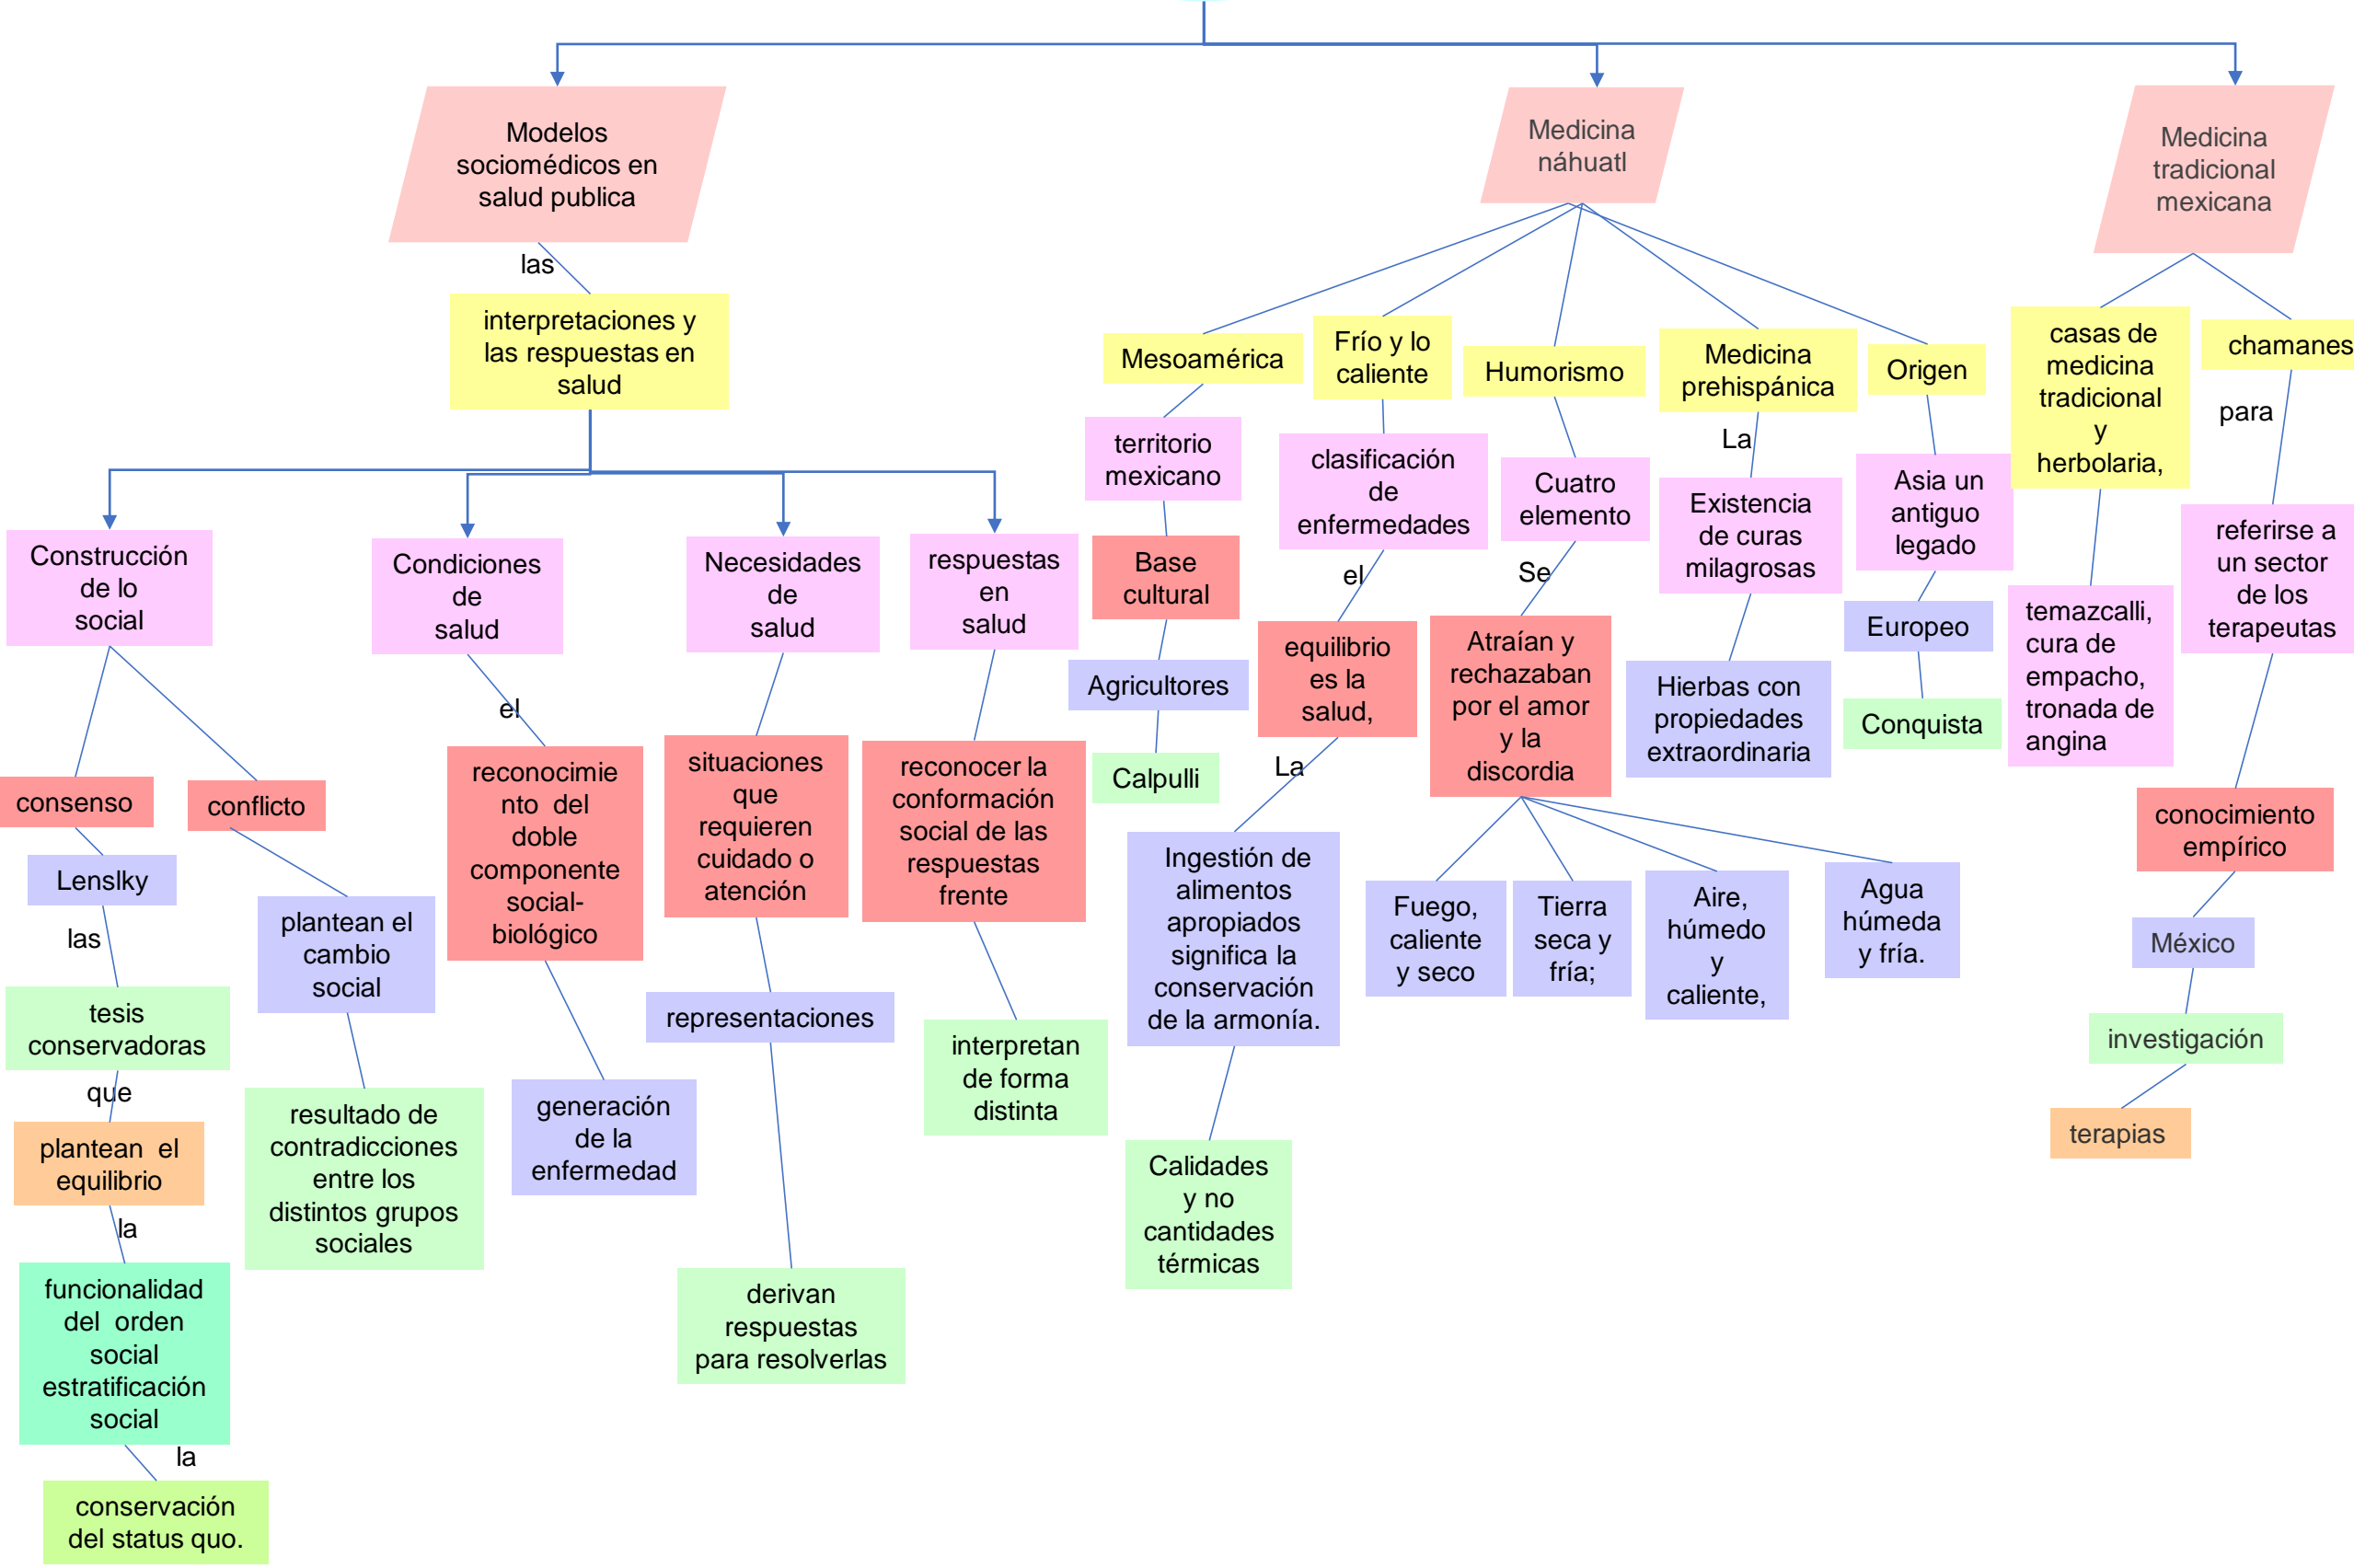 Modelos
sociomédicos en
salud publica
las
interpretaciones y
las respuestas en
salud
Construcción
de lo
social
consenso
Lenslky
las
tesis
conservadoras
que
plantean el
equilibrio
la
funcionalidad
del orden
social
estratificación
social
la
conservación
del status quo.
conflicto
plantean el
cambio
social
resultado de
contradicciones
entre los
distintos grupos
sociales
Condiciones
de
salud
el
reconocimie
nto del
doble
componente
social-
biológico
generación
de la
enfermedad
Necesidades
de
salud
situaciones
que
requieren
cuidado o
atención
representaciones
derivan
respuestas
para resolverlas
respuestas
en
salud
reconocer la
conformación
social de las
respuestas
frente
interpretan
de forma
distinta
Medicina
náhuatl
Mesoamérica
territorio
mexicano
Base
cultural
Agricultores
Calpulli
Frío y lo
caliente
clasificación
de
enfermedades
el
equilibrio
es la
salud,
La
Ingestión de
alimentos
apropiados
significa la
conservación
de la armonía.
Calidades
y no
cantidades
térmicas
Humorismo
Cuatro
elemento
Se
Atraían y
rechazaban
por el amor
y la
discordia
Fuego,
caliente
y seco
Tierra
seca y
fría;
Aire,
húmedo
y
caliente,
Agua
húmeda
y fría.
Medicina
prehispánica
La
Existencia
de curas
milagrosas
Hierbas con
propiedades
extraordinaria
Origen
Asia un
antiguo
legado
Europeo
Conquista
Medicina
tradicional
mexicana
casas de
medicina
tradicional
y
herbolaria,
temazcalli,
cura de
empacho,
tronada de
angina
chamanes
para
referirse a
un sector
de los
terapeutas
conocimiento
empírico
México
investigación
terapias